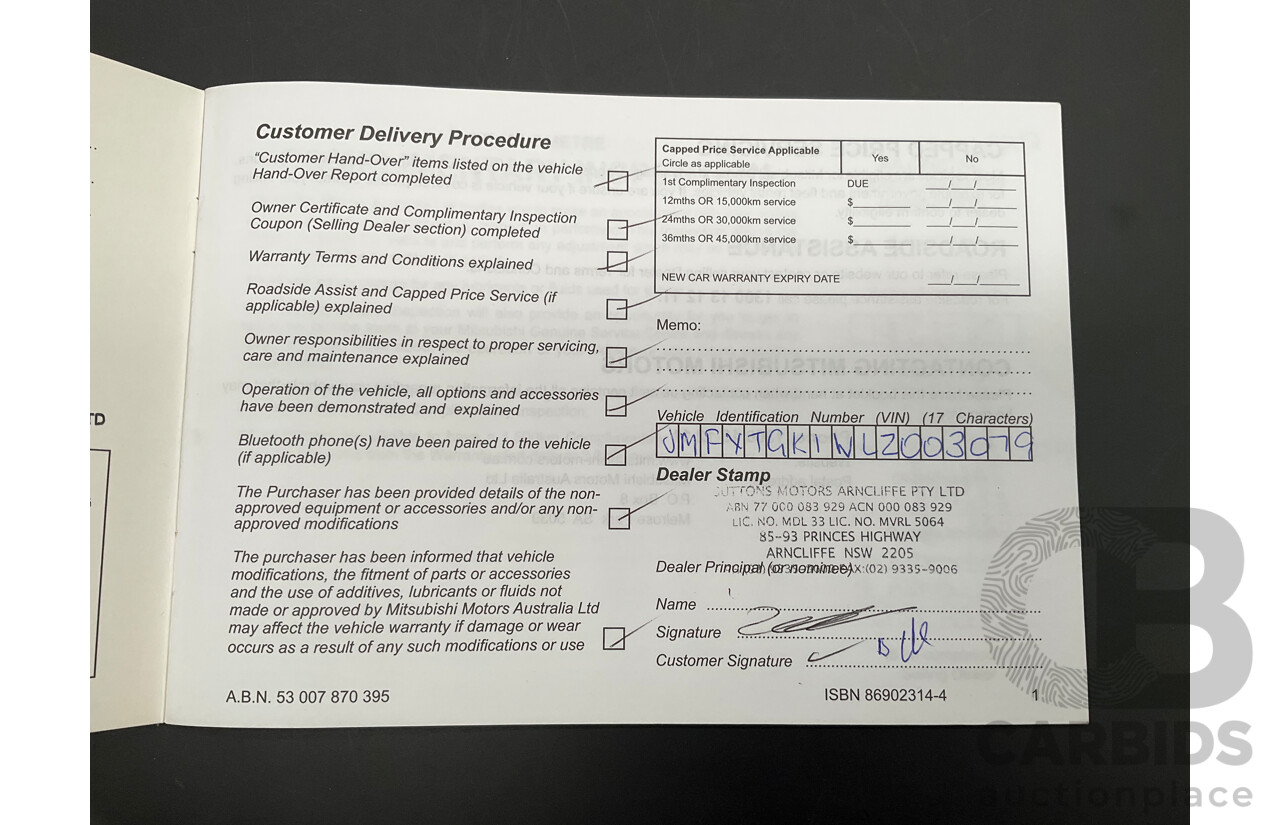 Customer Delivery Procedure
"Customer Hand-Over" items listed on the vehicle
Hand-Over Report completed
Owner Certificate and Complimentary Inspection
Coupon (Selling Dealer section) completed
Warranty Terms and Conditions explained
Roadside Assist and Capped Price Service (if
applicable) explained
Owner responsibilities in respect to proper servicing,
care and maintenance explained
Operation of the vehicle, all options and accessories
have been demonstrated and explained
Bluetooth phone(s) have been paired to the vehicle
(if applicable)
The Purchaser has been provided details of the non-
approved equipment or accessories and/or any non-
approved modifications
The purchaser has been informed that vehicle
modifications, the fitment of parts or accessories
and the use of additives, lubricants or fluids not
made or approved by Mitsubishi Motors Australia Ltd
may affect the vehicle warranty if damage or wear
occurs as a result of any such modifications or use
A.B.N. 53 007 870 395
Capped Price Service Applicable
Circle as applicable
Yes No
1st Complimentary Inspection DUE / /
12mths OR 15,000km service $ / /
24mths OR 30,000km service $ / /
36mths OR 45,000km service $ / /
NEW CAR WARRANTY EXPIRY DATE / /
Memo:
Vehicle Identification Number (VIN) (17 Characters)
JMFXTGK1WLZ003079
Dealer Stamp
SUTTONS MOTORS ARNCLIFFE PTY LTD
ABN 77 000 083 929 ACN 000 083 929
LIC. NO. MDL 33 LIC. NO. MVRL 5064
85-93 PRINCES HIGHWAY
ARNCLIFFE NSW 2205
FAX:(02) 9335-9006
Dealer Principal (or nominee)
Name
Signature
Customer Signature
ISBN 86902314-4
1
TD
CB
CARBIDS
auctionplace